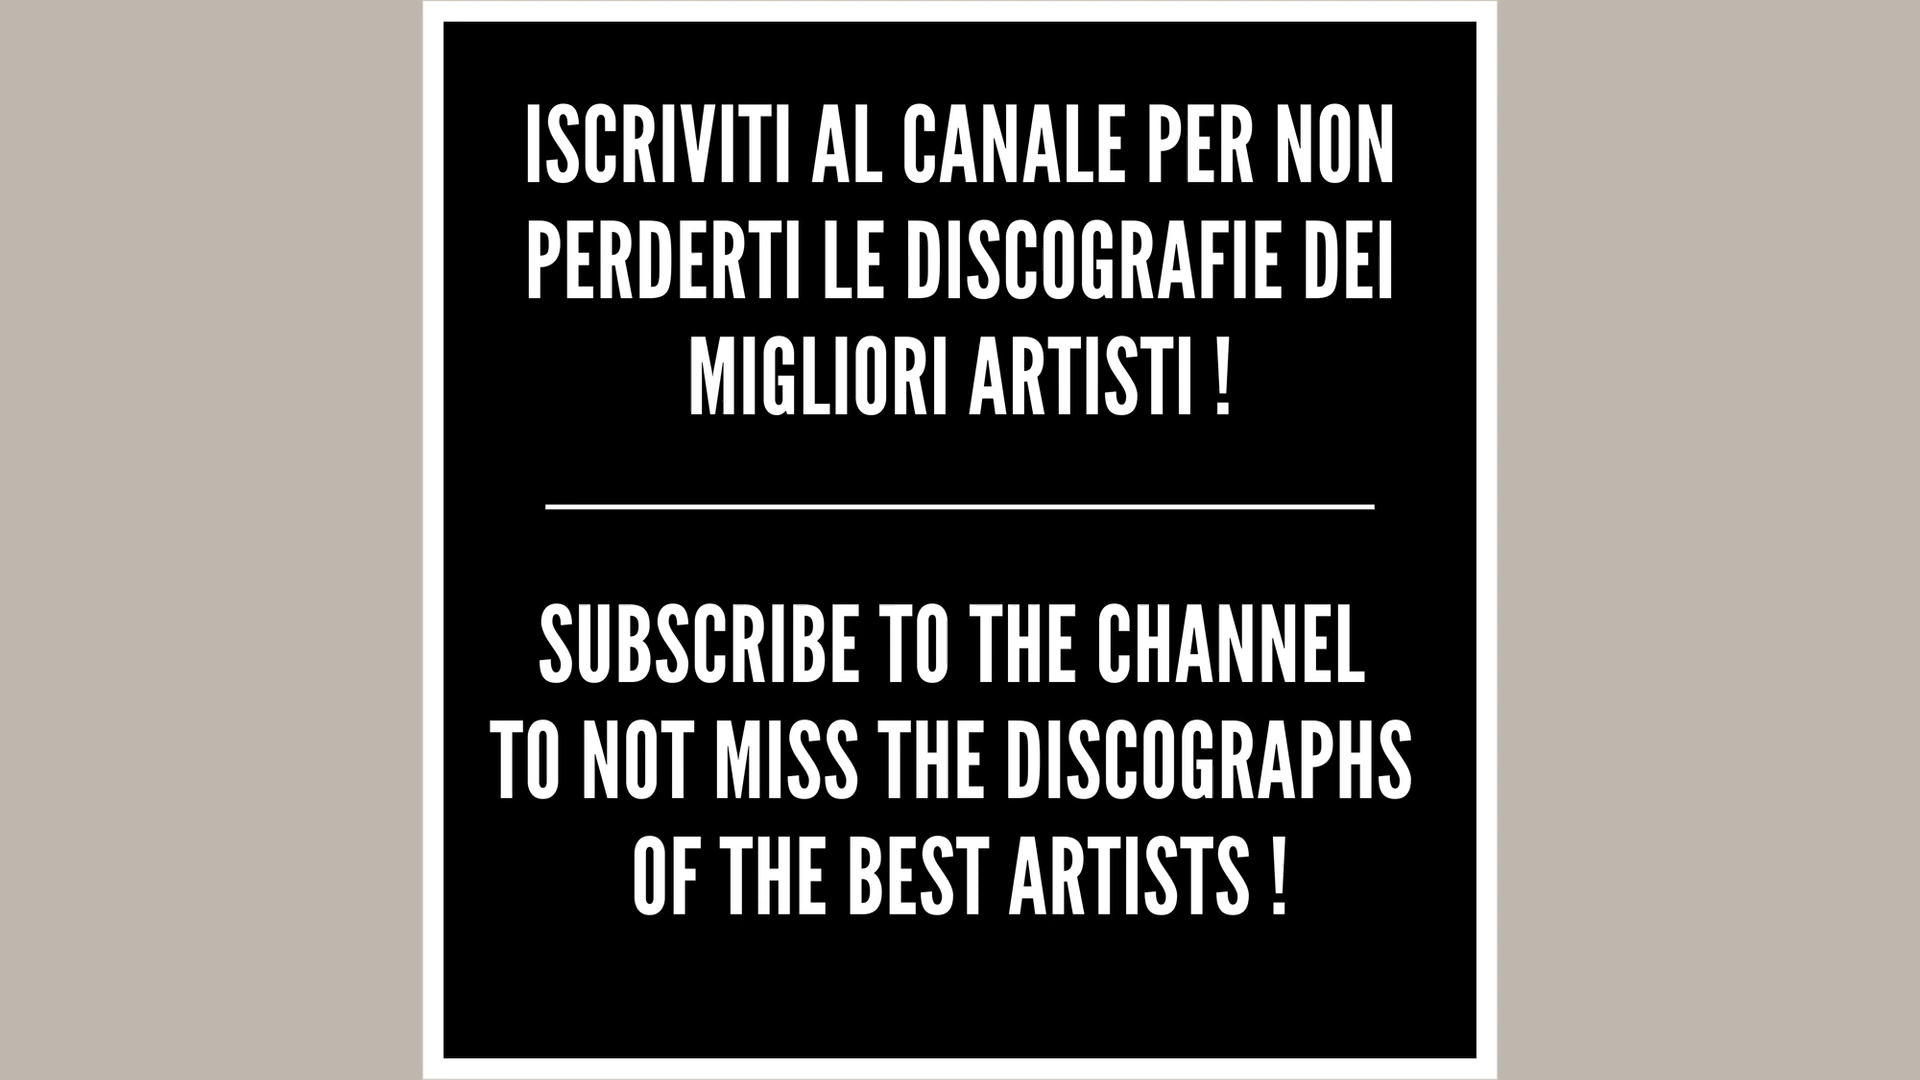 ISCRIVITI AL CANALE PER NON
PERDERTI LE DISCOGRAFIE DEI
MIGLIORI ARTISTI !
SUBSCRIBE TO THE CHANNEL
TO NOT MISS THE DISCOGRAPHS
OF THE BEST ARTISTS !